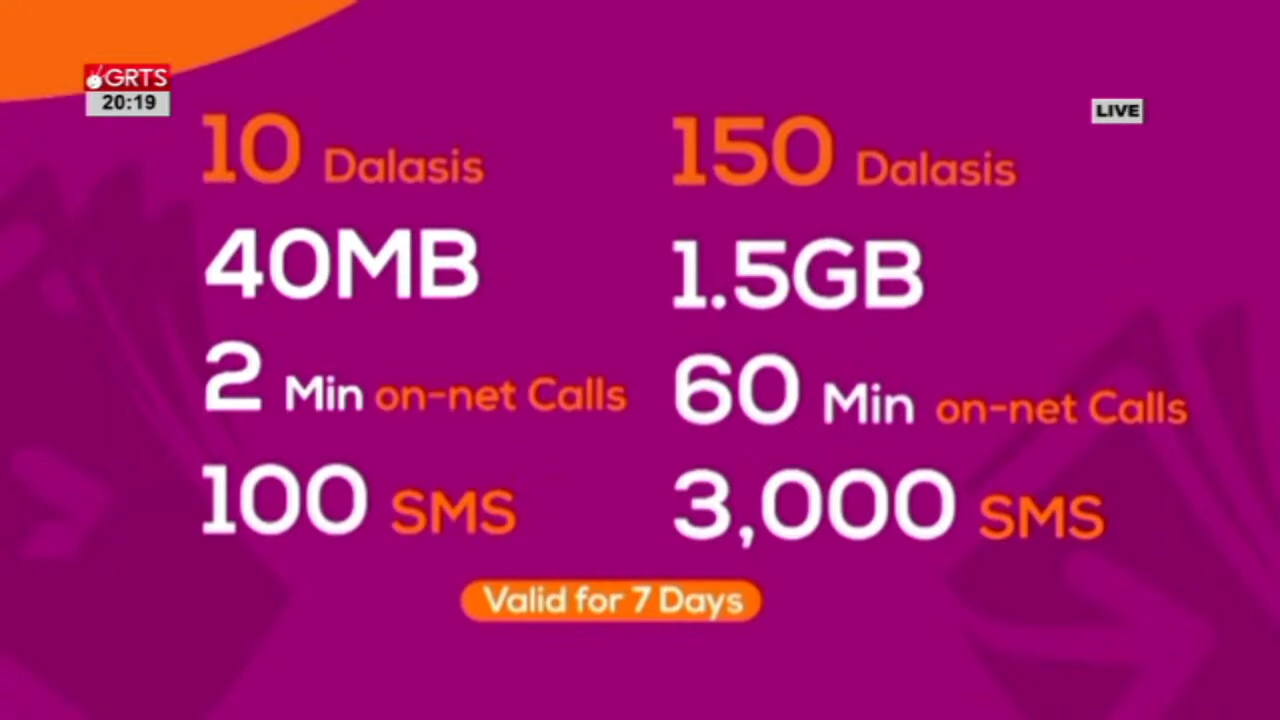 GRTS
20:19
LIVE
10 Dalasis
40MB
2 Min on-net Calls
100 SMS
150 Dalasis
1.5GB
60 Min on-net Calls
3,000 SMS
Valid for 7 Days